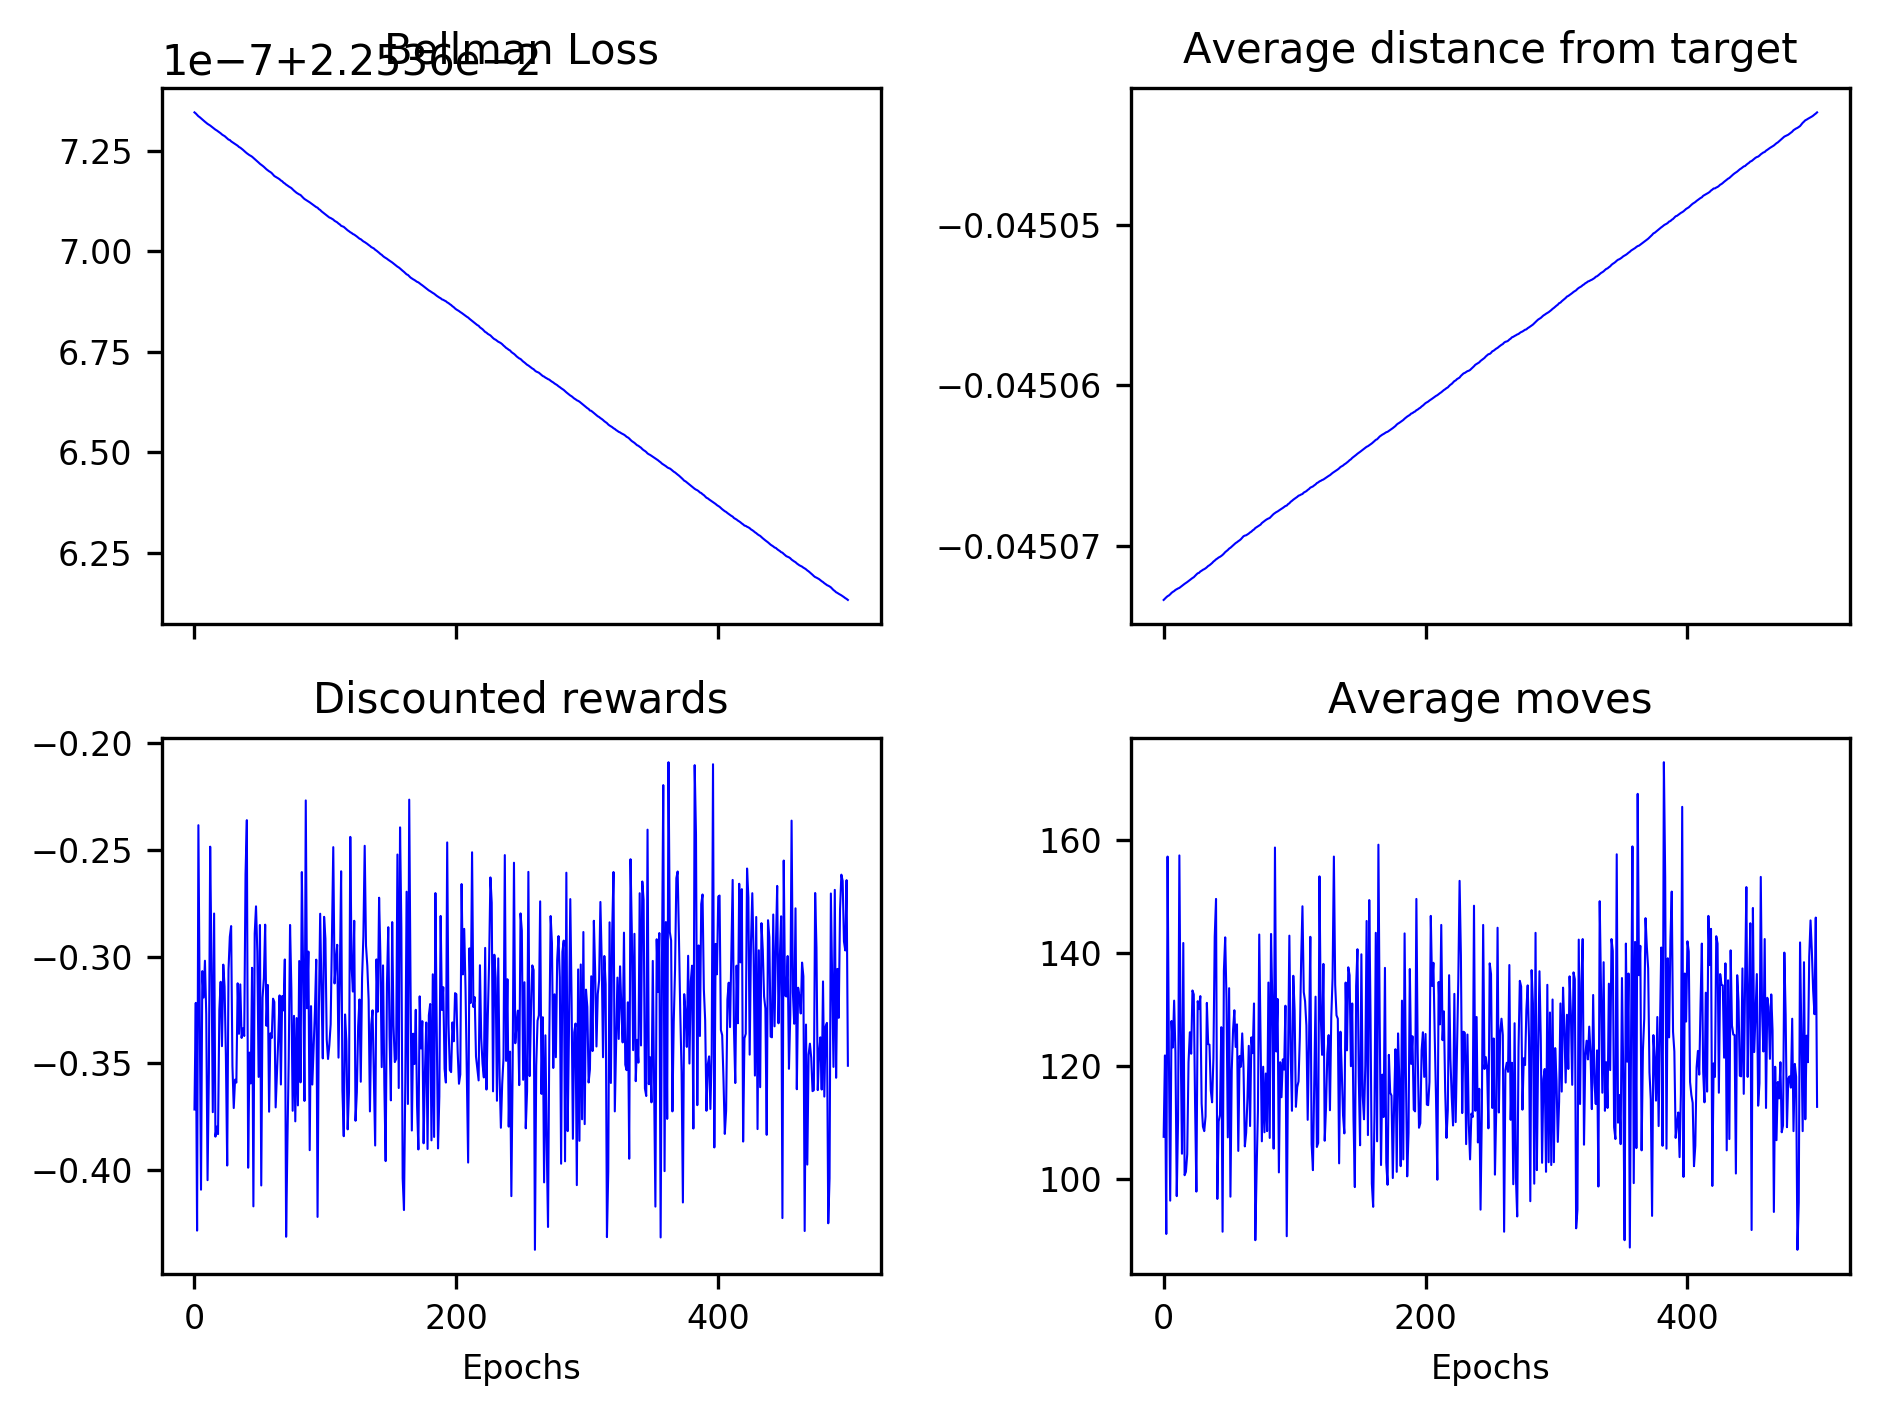 Bellman Loss
1e−7+2.2536e−2
7.25
7.00
6.75
6.50
6.25
Average distance from target
−0.04505
−0.04506
−0.04507
Discounted rewards
−0.20
−0.25
−0.30
−0.35
−0.40
0 200 400
Epochs
Average moves
160
140
120
100
0 200 400
Epochs